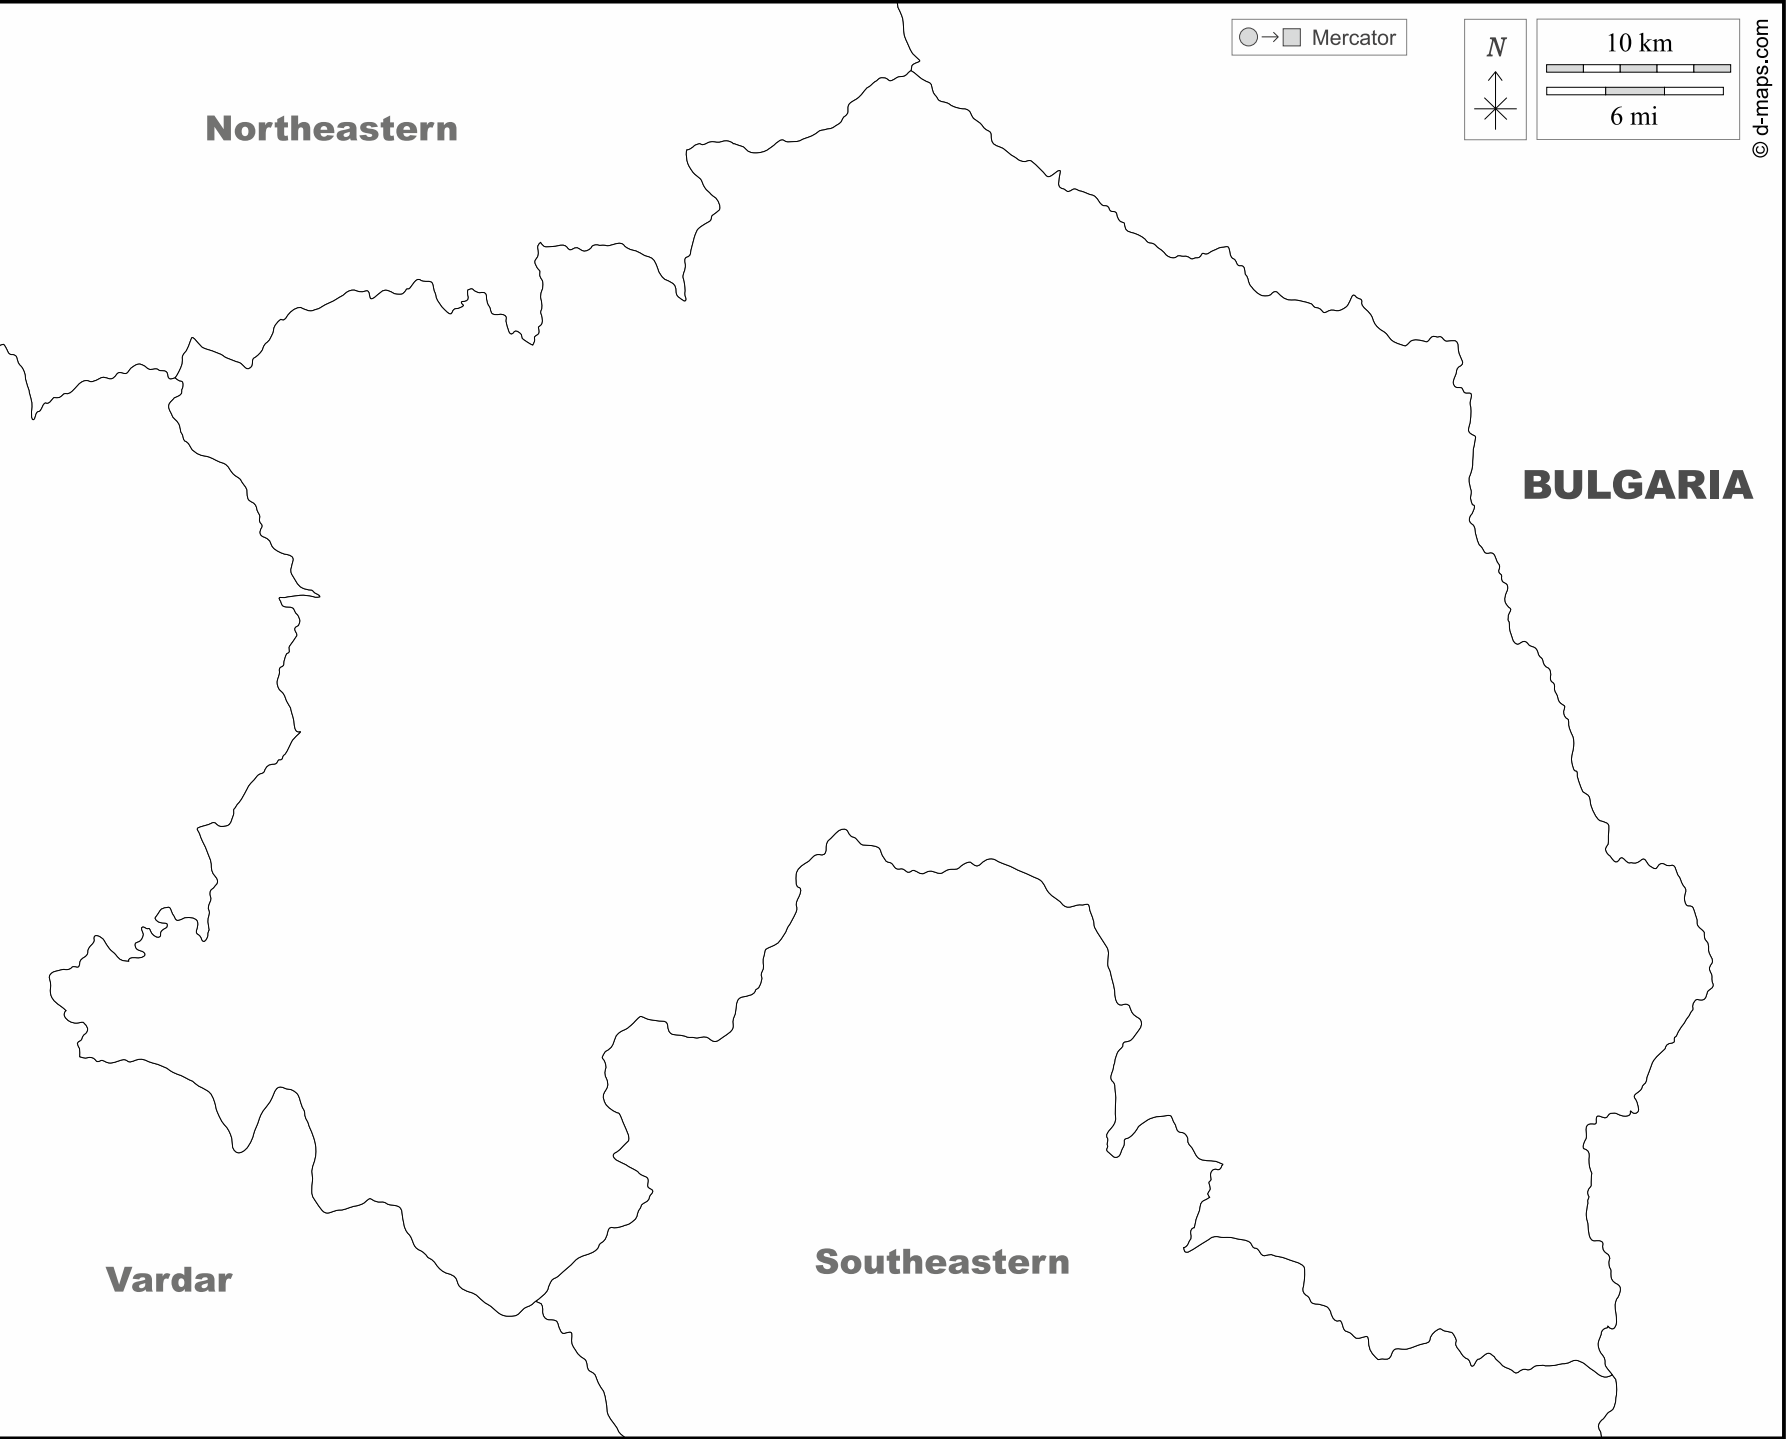 Mercator
N
10 km
6 mi
© d-maps.com
Northeastern
BULGARIA
Southeastern
Vardar